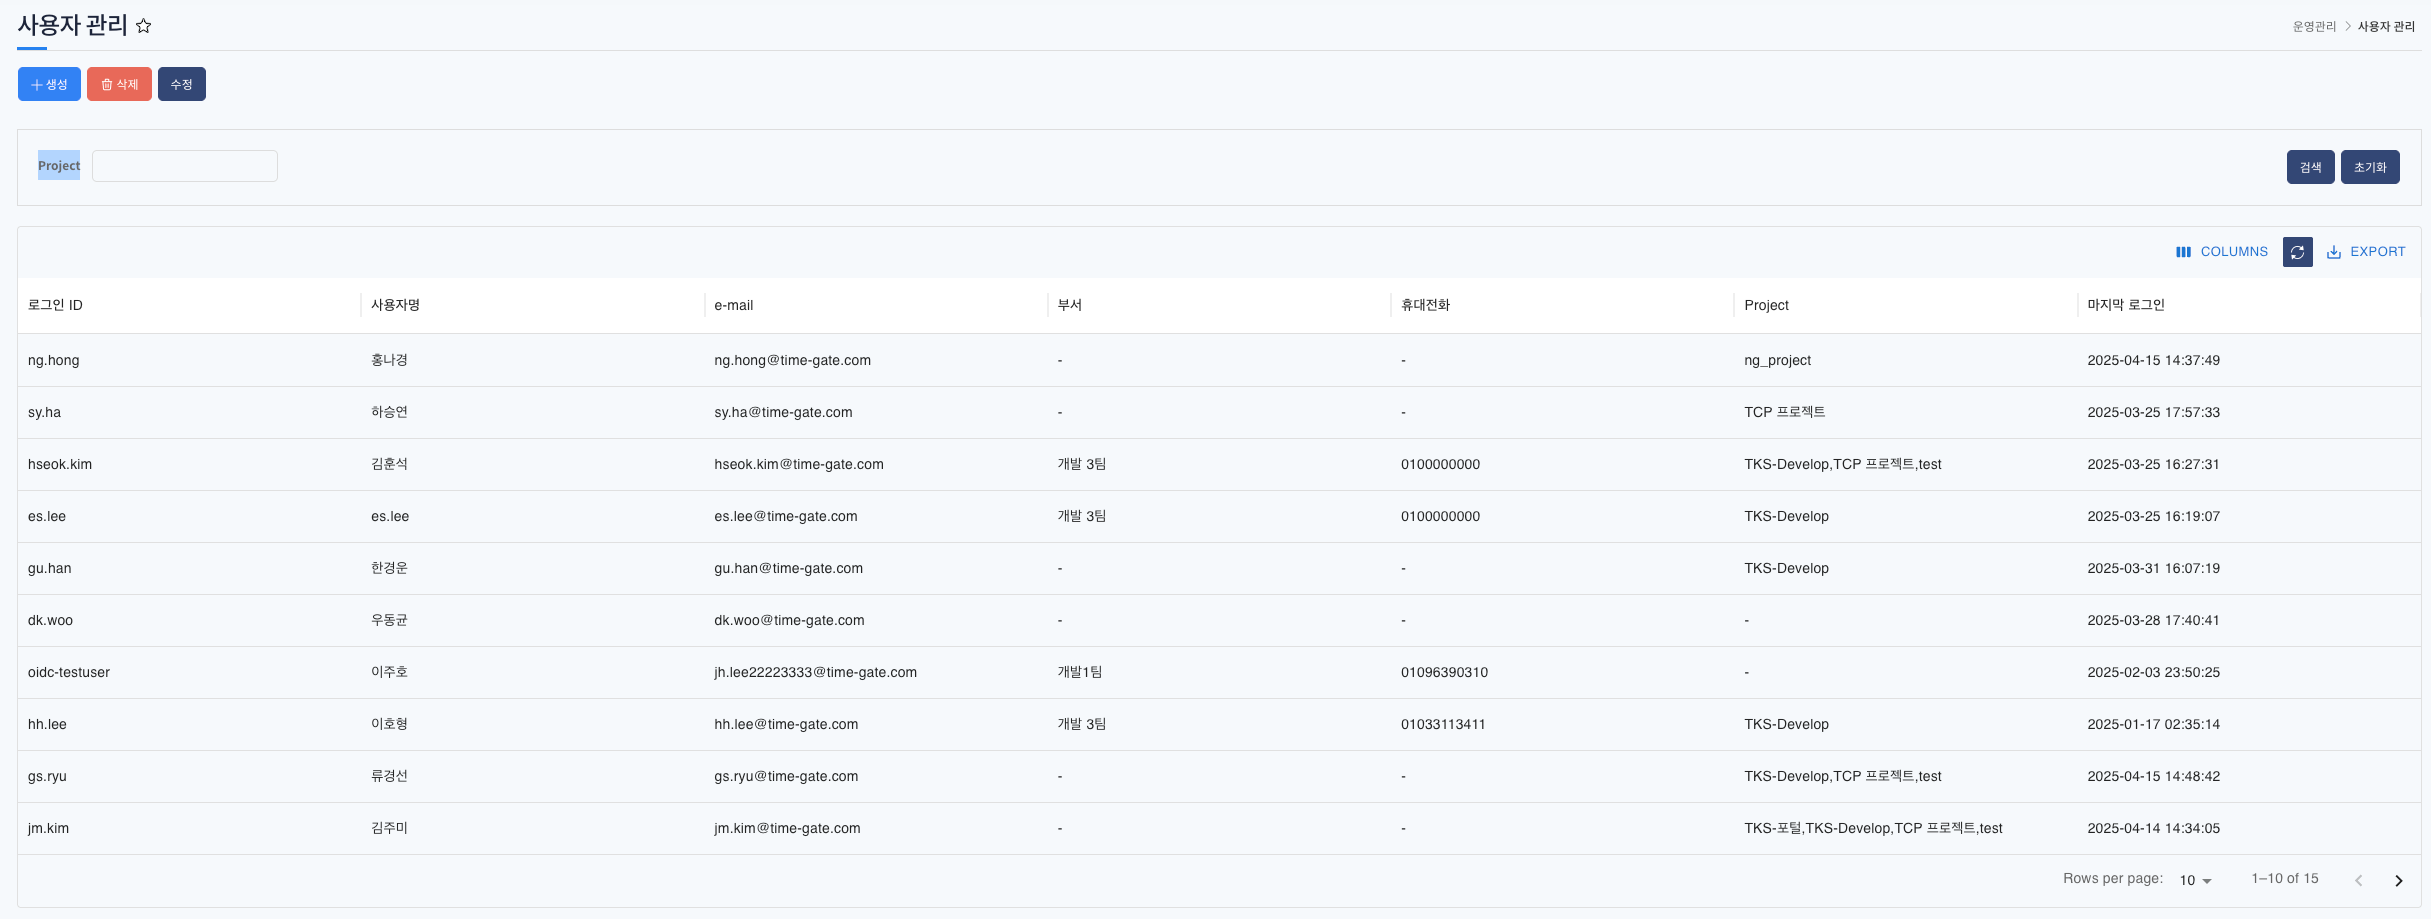 사용자 관리
운영관리 > 사용자 관리
생성 삭제 수정
Project 검색 초기화
COLUMNS EXPORT
로그인 ID 사용자명 e-mail 부서 휴대전화 Project 마지막 로그인
ng.hong 홍나경 ng.hong@time-gate.com - - ng_project 2025-04-15 14:37:49
sy.ha 하승연 sy.ha@time-gate.com - - TCP 프로젝트 2025-03-25 17:57:33
hseok.kim 김훈석 hseok.kim@time-gate.com 개발 3팀 0100000000 TKS-Develop,TCP 프로젝트,test 2025-03-25 16:27:31
es.lee es.lee es.lee@time-gate.com 개발 3팀 0100000000 TKS-Develop 2025-03-25 16:19:07
gu.han 한경운 gu.han@time-gate.com - - TKS-Develop 2025-03-31 16:07:19
dk.woo 우동균 dk.woo@time-gate.com - - - 2025-03-28 17:40:41
oidc-testuser 이주호 jh.lee22223333@time-gate.com 개발1팀 01096390310 - 2025-02-03 23:50:25
hh.lee 이호형 hh.lee@time-gate.com 개발 3팀 01033113411 TKS-Develop 2025-01-17 02:35:14
gs.ryu 류경선 gs.ryu@time-gate.com - - TKS-Develop,TCP 프로젝트,test 2025-04-15 14:48:42
jm.kim 김주미 jm.kim@time-gate.com - - TKS-포털,TKS-Develop,TCP 프로젝트,test 2025-04-14 14:34:05
Rows per page: 10 1–10 of 15